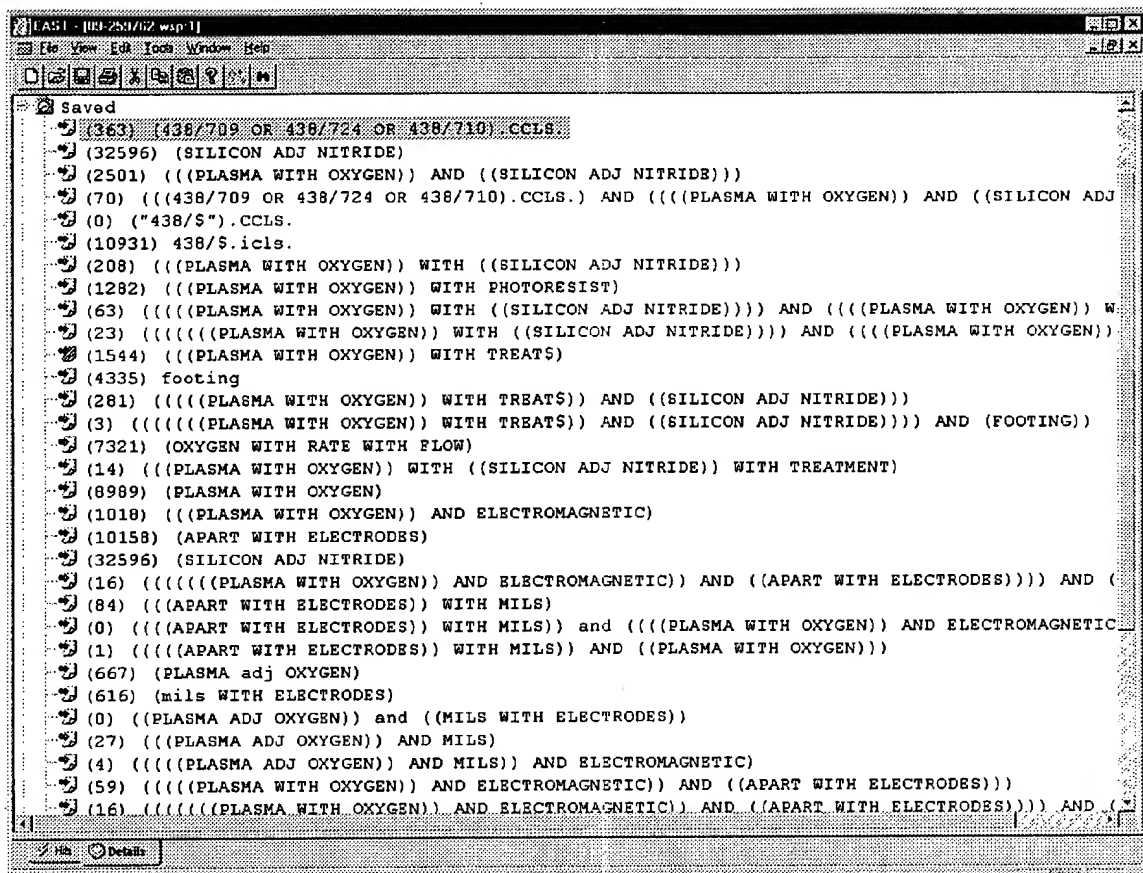 EAST - [09-259762.wsp:1]
File View Edit Tools Window Help
Saved
(363) (438/709 OR 438/724 OR 438/710).CCLS.
(32596) (SILICON ADJ NITRIDE)
(2501) (((PLASMA WITH OXYGEN)) AND ((SILICON ADJ NITRIDE)))
(70) (((438/709 OR 438/724 OR 438/710).CCLS.) AND ((((PLASMA WITH OXYGEN)) AND ((SILICON ADJ
(0) ("438/$").CCLS.
(10931) 438/$.icls.
(208) (((PLASMA WITH OXYGEN)) WITH ((SILICON ADJ NITRIDE)))
(1282) (((PLASMA WITH OXYGEN)) WITH PHOTORESIST)
(63) (((((PLASMA WITH OXYGEN)) WITH ((SILICON ADJ NITRIDE)))) AND ((((PLASMA WITH OXYGEN)) W
(23) (((((((PLASMA WITH OXYGEN)) WITH ((SILICON ADJ NITRIDE)))) AND ((((PLASMA WITH OXYGEN))
(1544) (((PLASMA WITH OXYGEN)) WITH TREAT$)
(4335) footing
(281) (((((PLASMA WITH OXYGEN)) WITH TREAT$)) AND ((SILICON ADJ NITRIDE)))
(3) (((((((PLASMA WITH OXYGEN)) WITH TREAT$)) AND ((SILICON ADJ NITRIDE)))) AND (FOOTING))
(7321) (OXYGEN WITH RATE WITH FLOW)
(14) (((PLASMA WITH OXYGEN)) WITH ((SILICON ADJ NITRIDE)) WITH TREATMENT)
(8989) (PLASMA WITH OXYGEN)
(1018) (((PLASMA WITH OXYGEN)) AND ELECTROMAGNETIC)
(10158) (APART WITH ELECTRODES)
(32596) (SILICON ADJ NITRIDE)
(16) (((((((PLASMA WITH OXYGEN)) AND ELECTROMAGNETIC)) AND ((APART WITH ELECTRODES)))) AND (
(84) (((APART WITH ELECTRODES)) WITH MILS)
(0) ((((APART WITH ELECTRODES)) WITH MILS)) and ((((PLASMA WITH OXYGEN)) AND ELECTROMAGNETIC
(1) (((((APART WITH ELECTRODES)) WITH MILS)) AND ((PLASMA WITH OXYGEN)))
(667) (PLASMA adj OXYGEN)
(616) (mils WITH ELECTRODES)
(0) ((PLASMA ADJ OXYGEN)) and ((MILS WITH ELECTRODES))
(27) (((PLASMA ADJ OXYGEN)) AND MILS)
(4) (((((PLASMA ADJ OXYGEN)) AND MILS)) AND ELECTROMAGNETIC)
(59) (((((PLASMA WITH OXYGEN)) AND ELECTROMAGNETIC)) AND ((APART WITH ELECTRODES)))
(16) (((((((PLASMA WITH OXYGEN)) AND ELECTROMAGNETIC)) AND ((APART WITH ELECTRODES)))) AND (
Hits Details